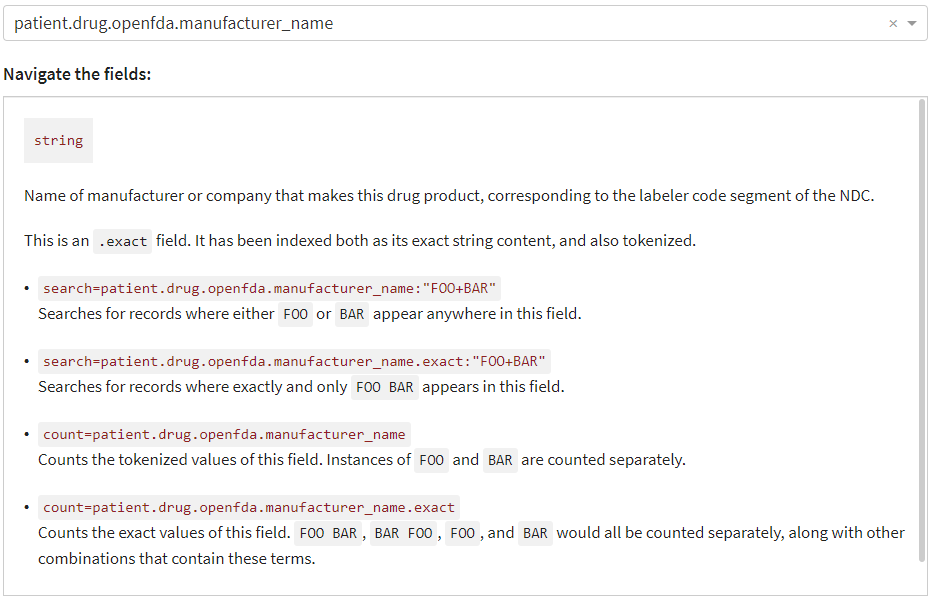 patient.drug.openfda.manufacturer_name × ▼
Navigate the fields:
string
Name of manufacturer or company that makes this drug product, corresponding to the labeler code segment of the NDC.
This is an .exact field. It has been indexed both as its exact string content, and also tokenized.
• search=patient.drug.openfda.manufacturer_name:"FOO+BAR"
Searches for records where either FOO or BAR appear anywhere in this field.
• search=patient.drug.openfda.manufacturer_name.exact:"FOO+BAR"
Searches for records where exactly and only FOO BAR appears in this field.
• count=patient.drug.openfda.manufacturer_name
Counts the tokenized values of this field. Instances of FOO and BAR are counted separately.
• count=patient.drug.openfda.manufacturer_name.exact
Counts the exact values of this field. FOO BAR, BAR FOO, FOO, and BAR would all be counted separately, along with other
combinations that contain these terms.